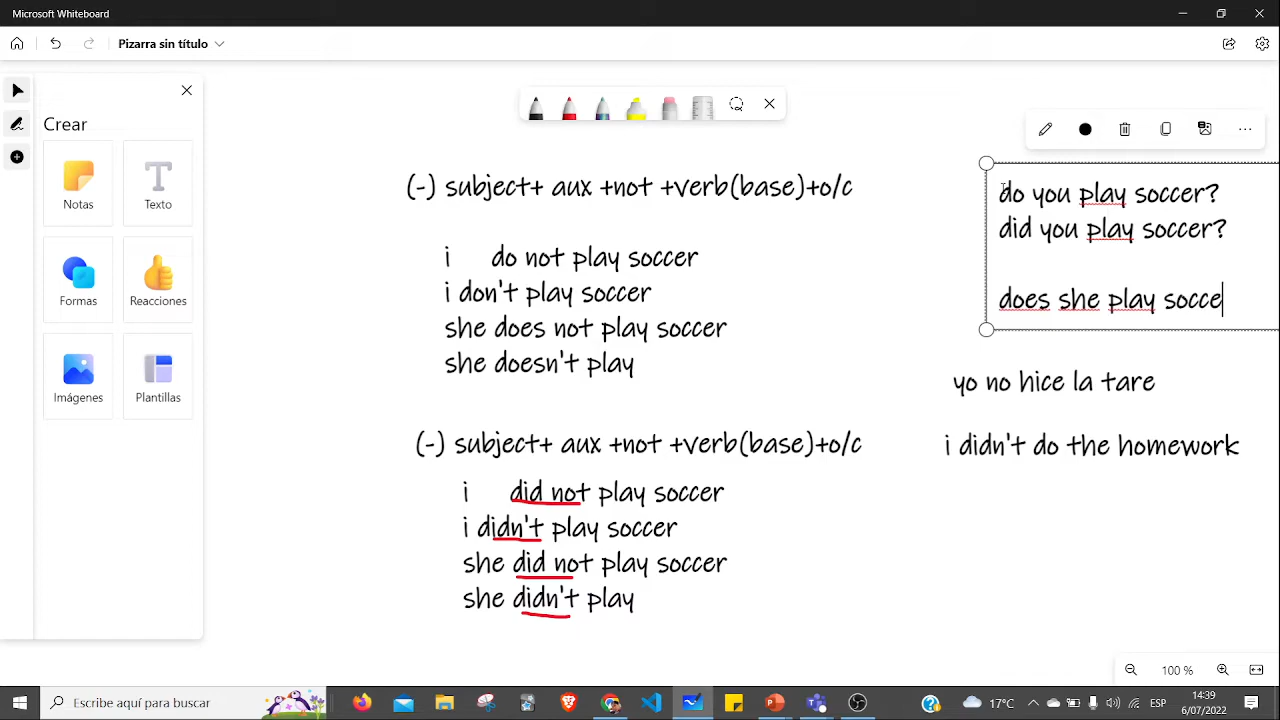 Microsoft Whiteboard
Pizarra sin título
Crear
Notas
Texto
Formas
Reacciones
Imágenes
Plantillas
(-) subject+ aux +not +verb(base)+o/c
i do not play soccer
i don't play soccer
she does not play soccer
she doesn't play
(-) subject+ aux +not +verb(base)+o/c
i did not play soccer
i didn't play soccer
she did not play soccer
she didn't play
do you play soccer?
did you play soccer?
does she play socce
yo no hice la tare
i didn't do the homework
100 %
Escribe aquí para buscar
17°C
ESP
14:39
6/07/2022